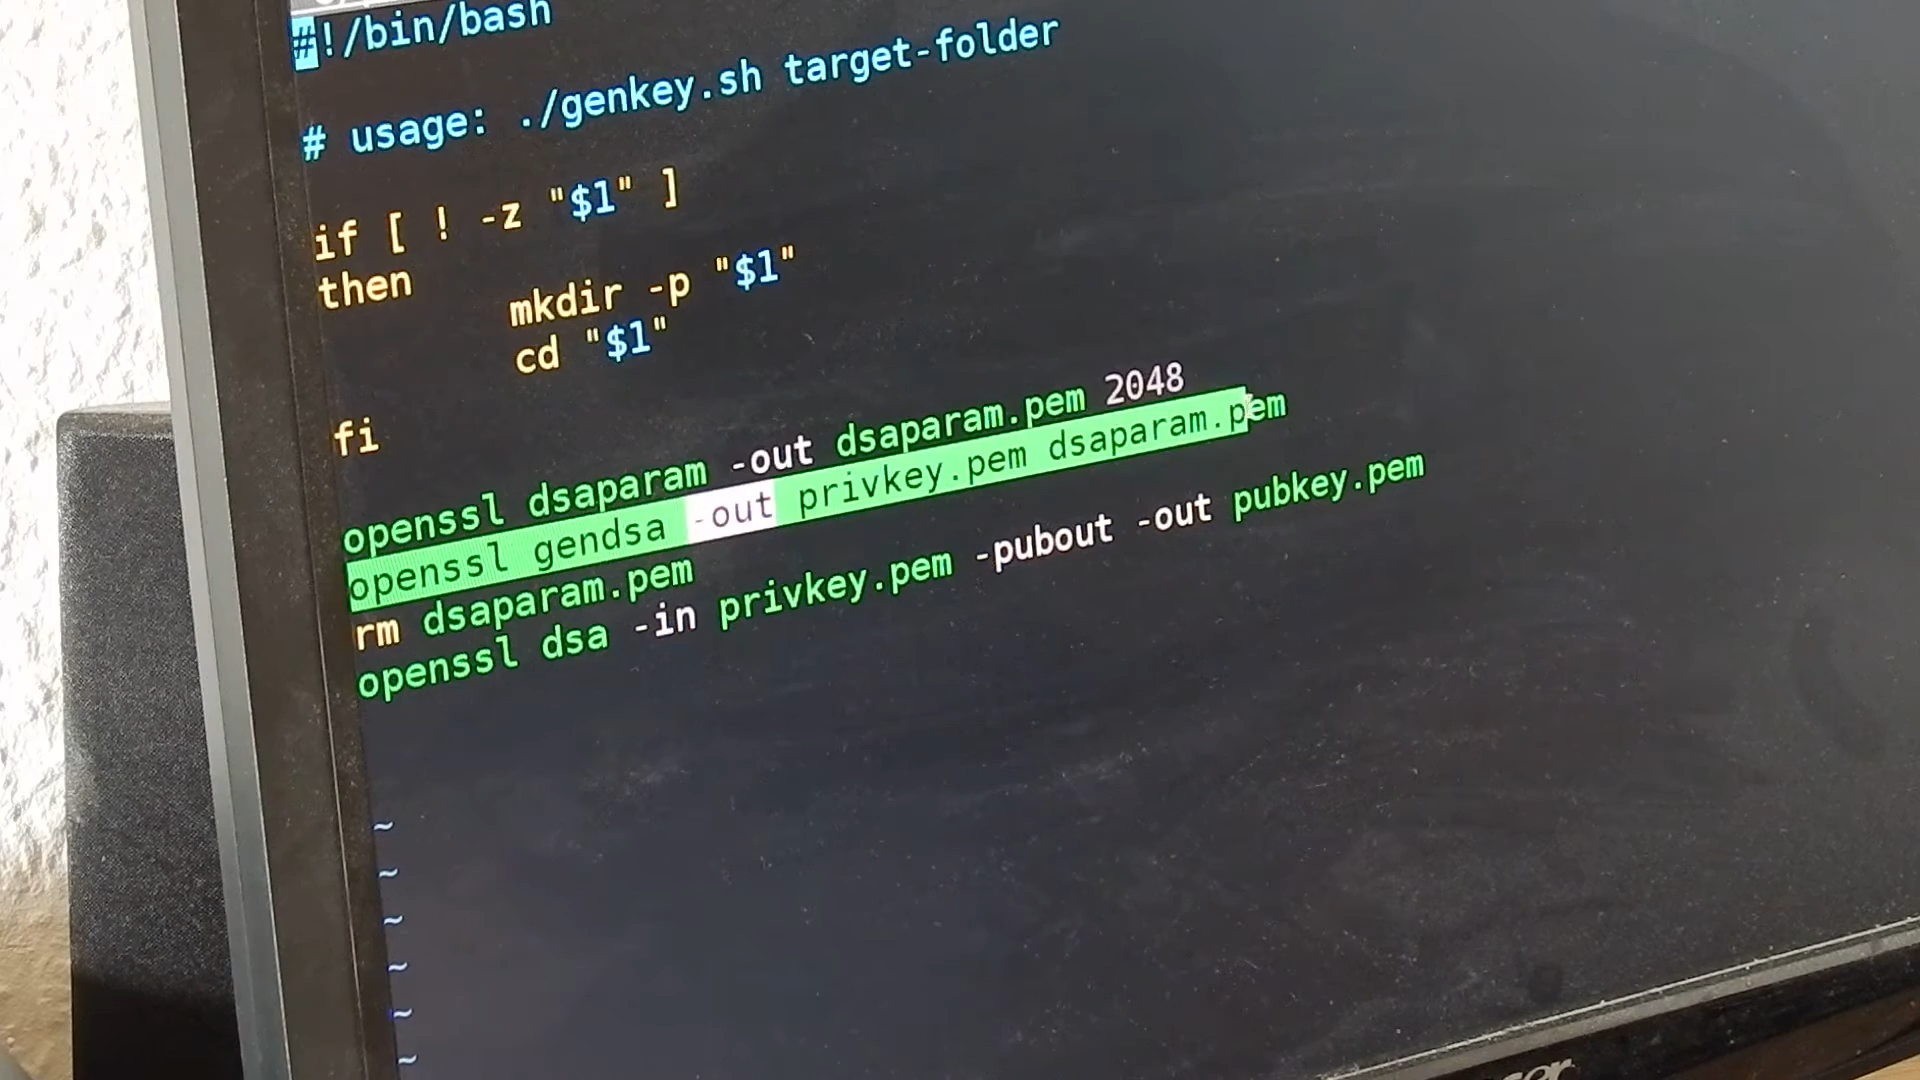 #!/bin/bash
# usage: ./genkey.sh target-folder
if [ ! -z "$1" ]
then
mkdir -p "$1"
cd "$1"
fi
openssl dsaparam -out dsaparam.pem 2048
openssl gendsa -out privkey.pem dsaparam.pem
rm dsaparam.pem
openssl dsa -in privkey.pem -pubout -out pubkey.pem
~
~
~
~
~
~